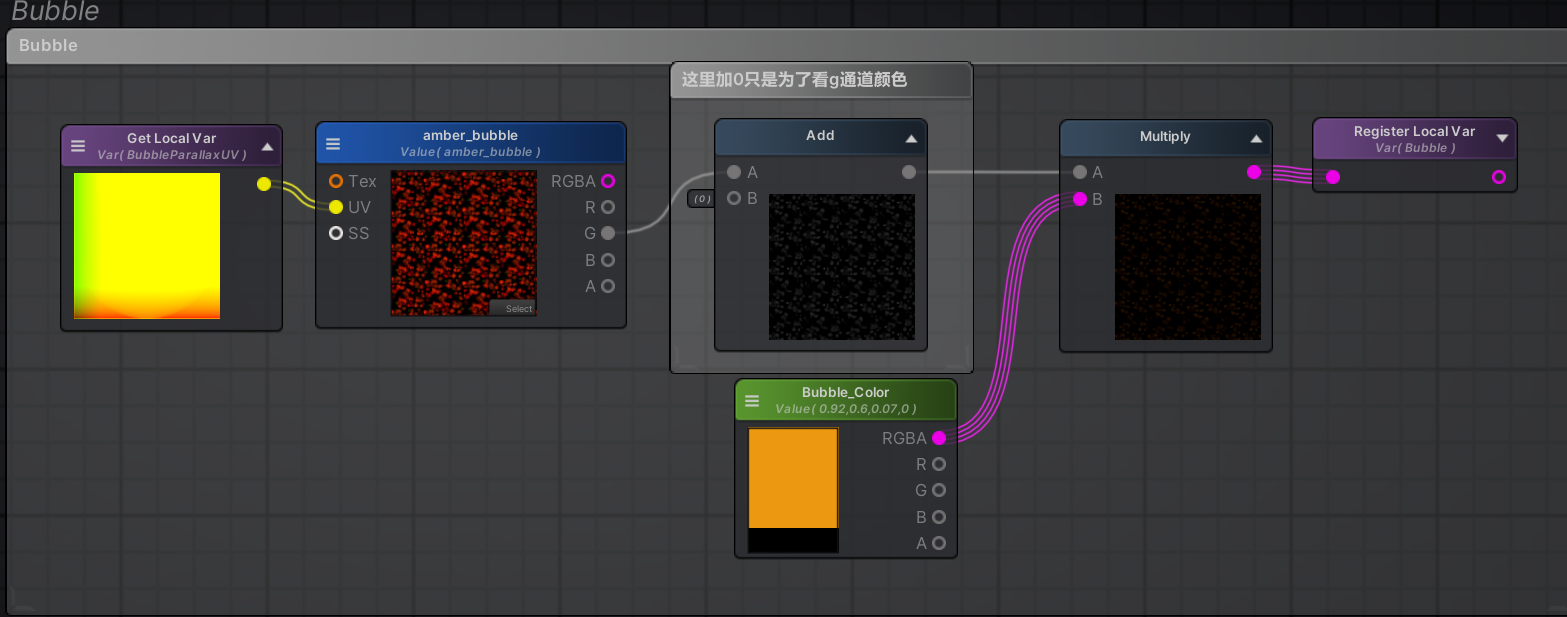 Bubble
Bubble
这里加0只是为了看g通道颜色
Get Local Var
Var( BubbleParallaxUV )
amber_bubble
Value( amber_bubble )
Tex
UV
SS
RGBA
R
G
B
A
Select
Add
A
B
(0)
Multiply
A
B
Register Local Var
Var( Bubble )
Bubble_Color
Value( 0.92,0.6,0.07,0 )
RGBA
R
G
B
A